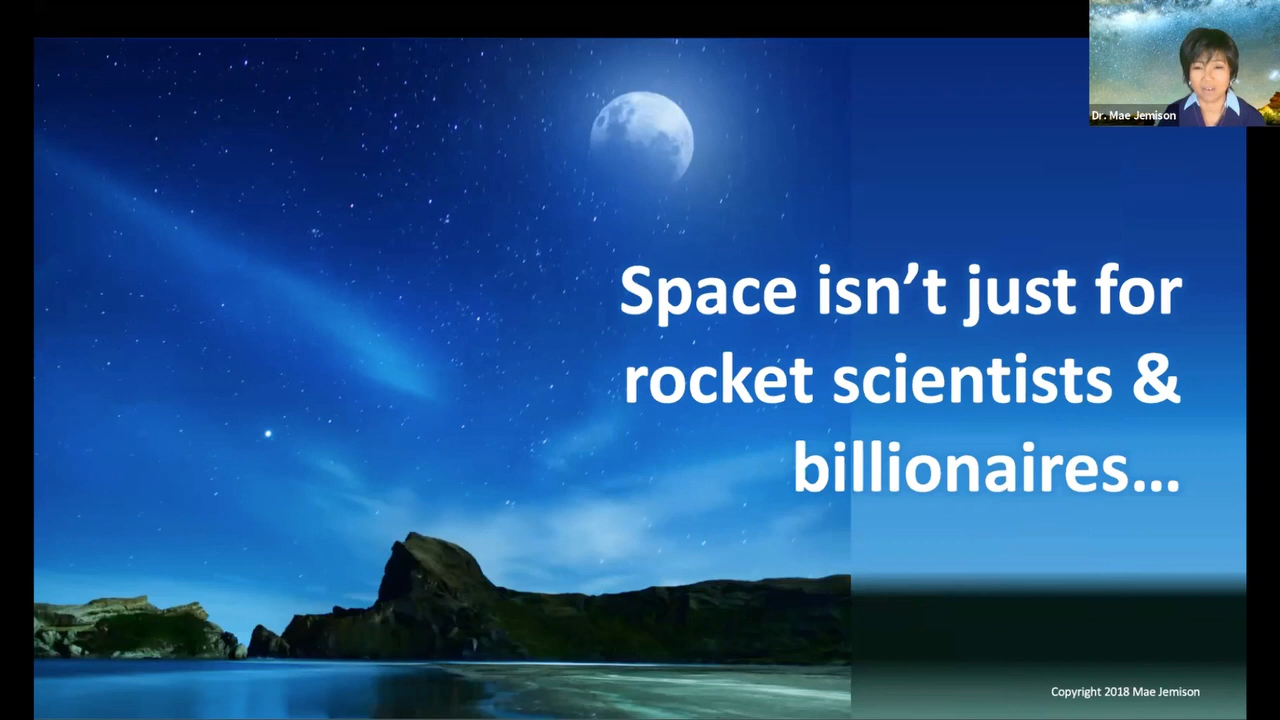 Dr. Mae Jemison
Space isn’t just for
rocket scientists &
billionaires...
Copyright 2018 Mae Jemison